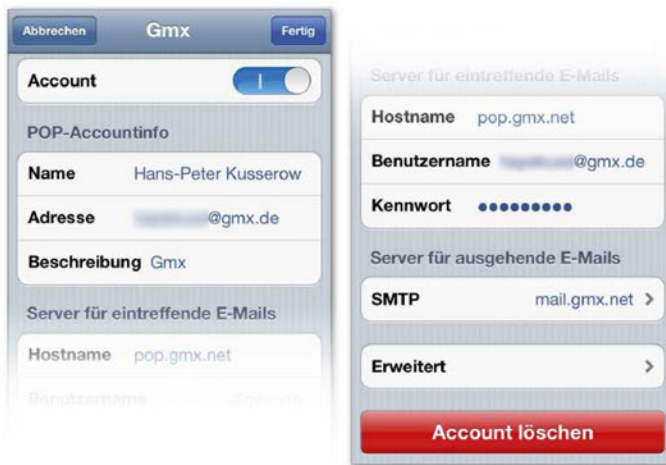 Abbrechen Gmx Fertig
Account
POP-Accountinfo
Name Hans-Peter Kusserow
Adresse @gmx.de
Beschreibung Gmx
Server für eintreffende E-Mails
Hostname pop.gmx.net
Benutzername
Server für eintreffende E-Mails
Hostname pop.gmx.net
Benutzername @gmx.de
Kennwort ●●●●●●●●●
Server für ausgehende E-Mails
SMTP mail.gmx.net >
Erweitert >
Account löschen